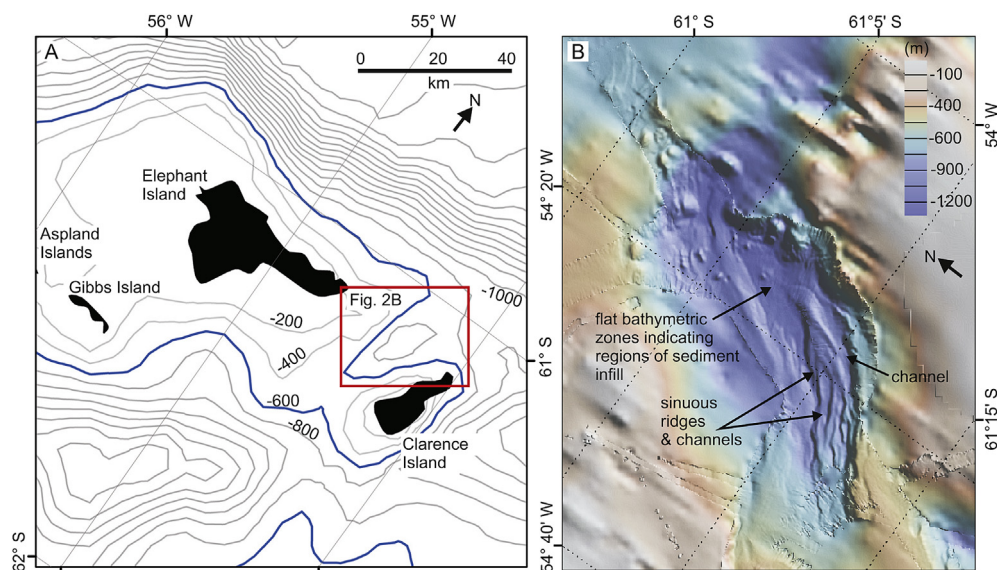 56° W
55° W
A
0 20 40
km
N
Elephant
Island
Aspland
Islands
Gibbs Island
Fig. 2B
-1000
-200
-400
-600
-800
Clarence
Island
61° S
62° S
61° S
61°5' S
B
(m)
-100
-400
-600
-900
-1200
54° W
54° 20' W
N
flat bathymetric
zones indicating
regions of sediment
infill
channel
sinuous
ridges
& channels
61°15' S
54° 40' W